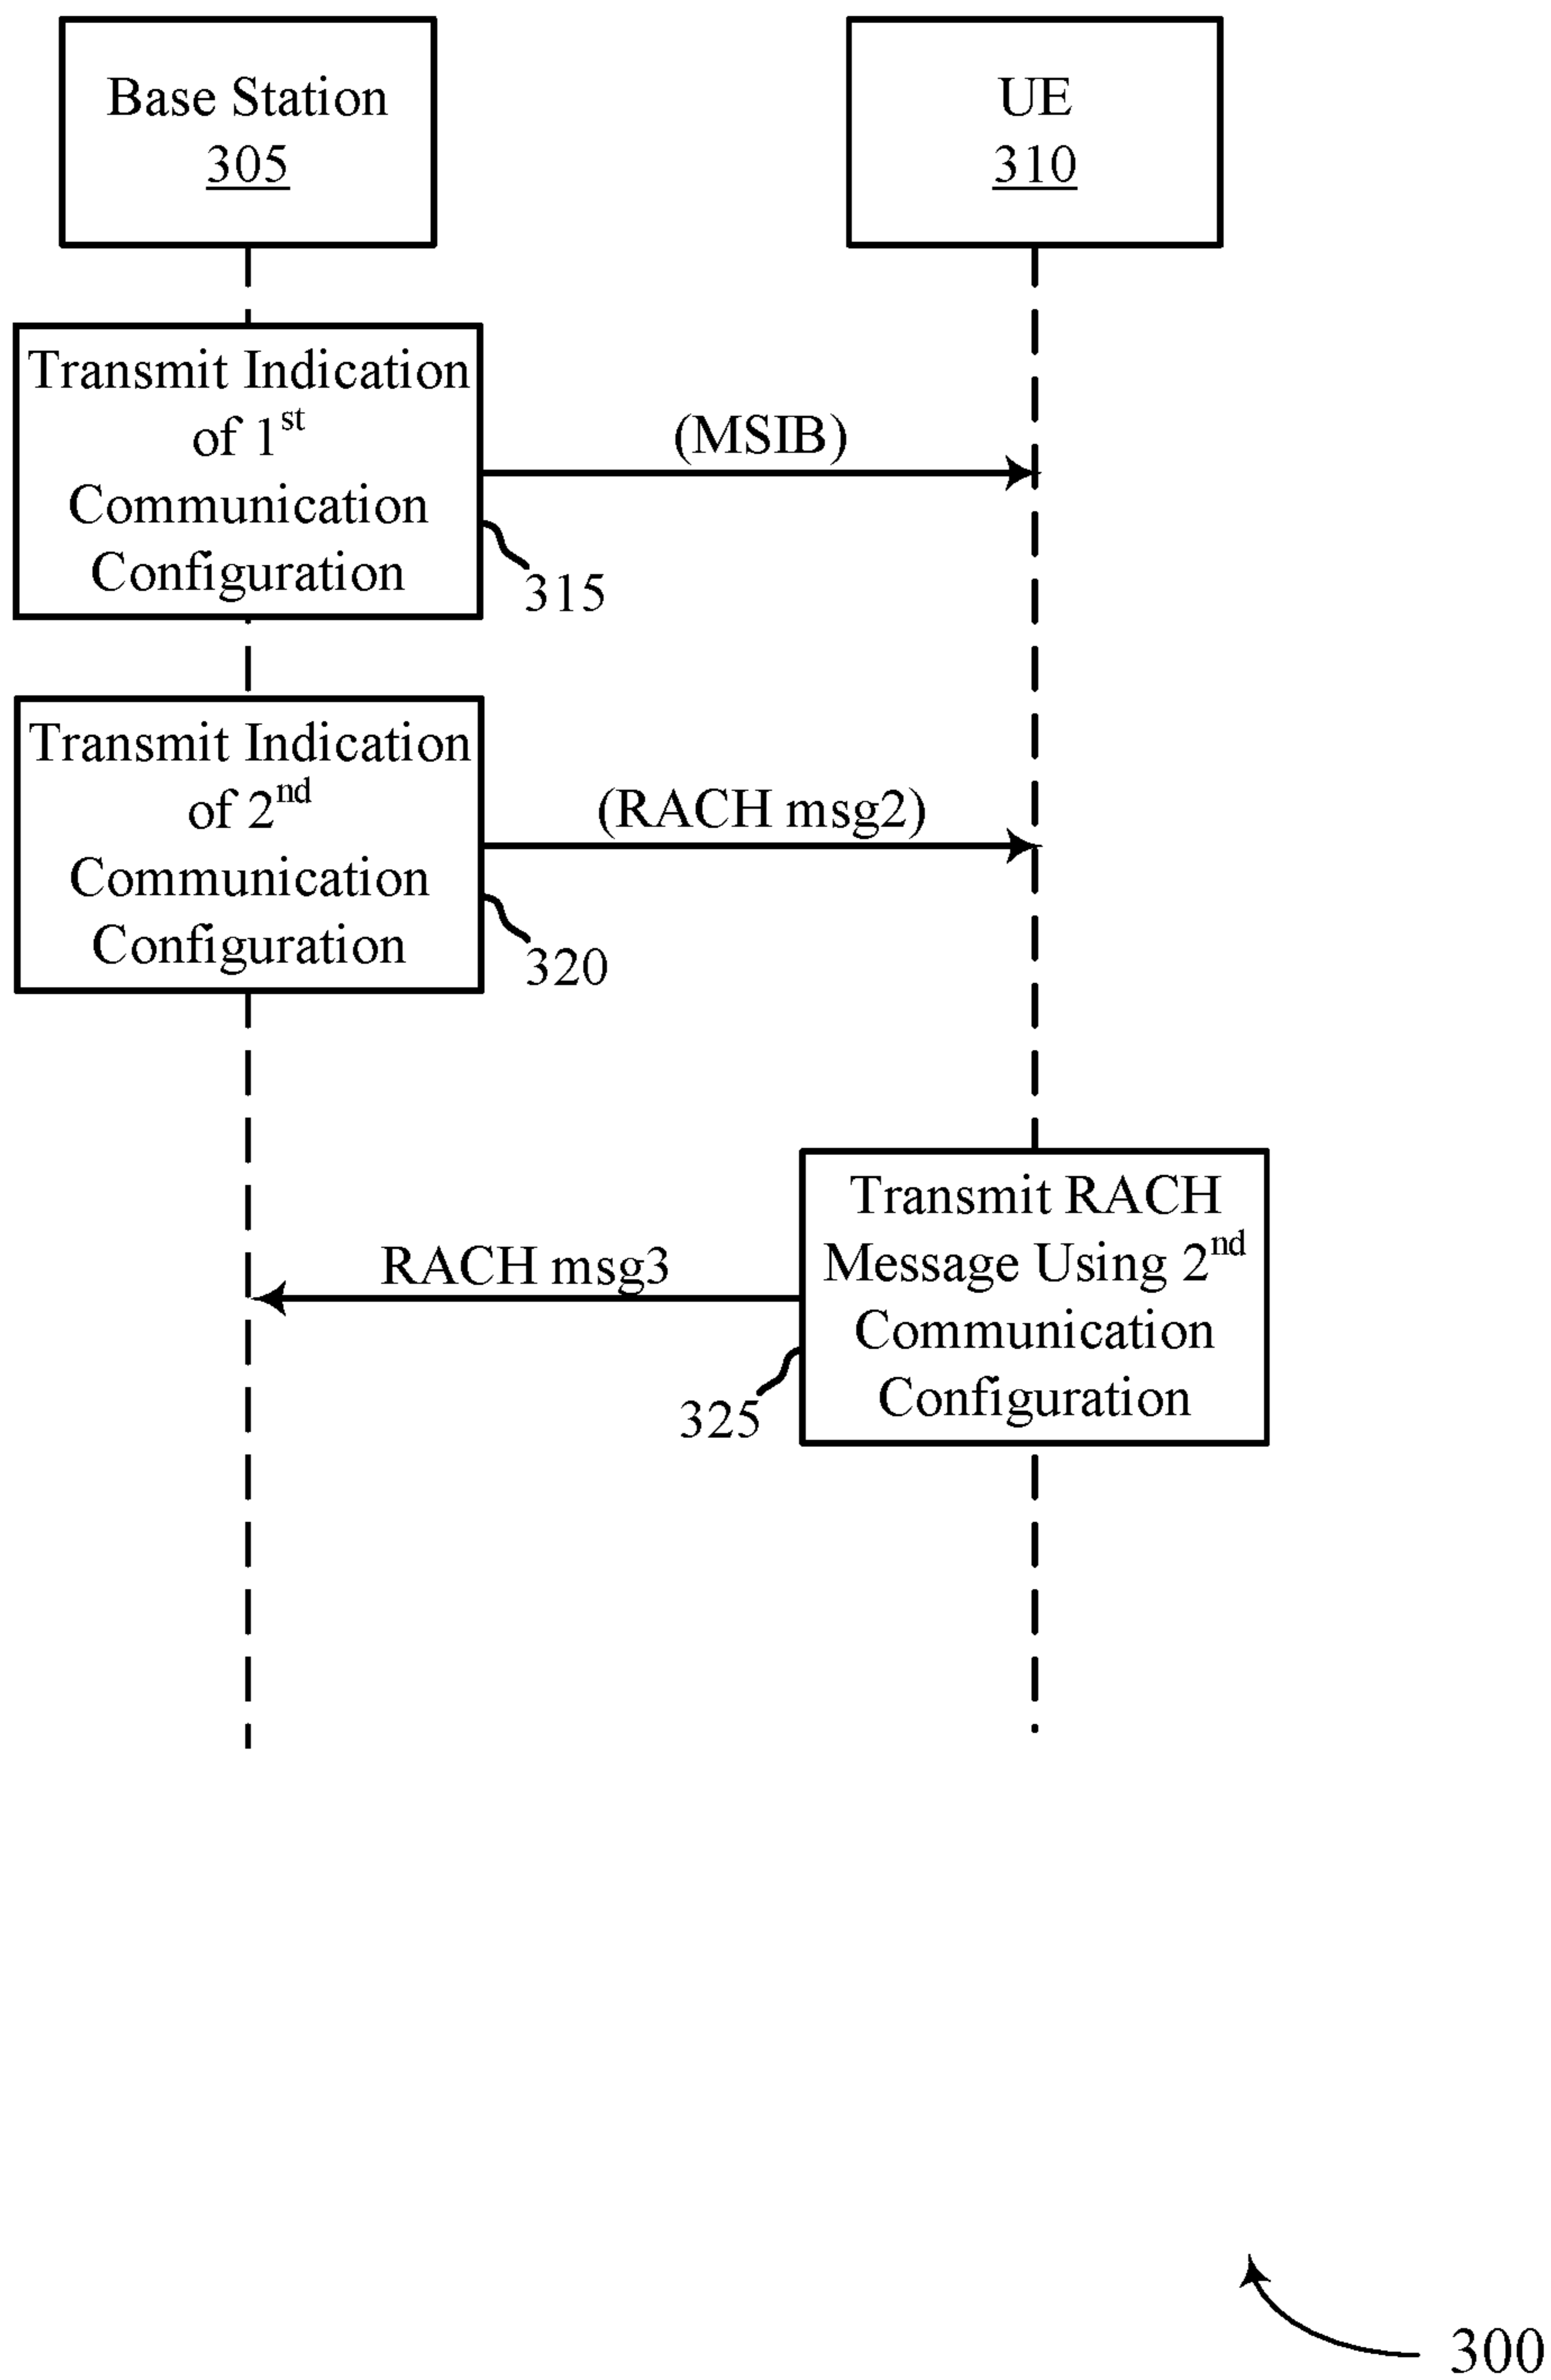 Base Station
305
UE
310
Transmit Indication
of 1st
Communication
Configuration
(MSIB)
315
Transmit Indication
of 2nd
Communication
Configuration
(RACH msg2)
320
RACH msg3
Transmit RACH
Message Using 2nd
Communication
Configuration
325
300